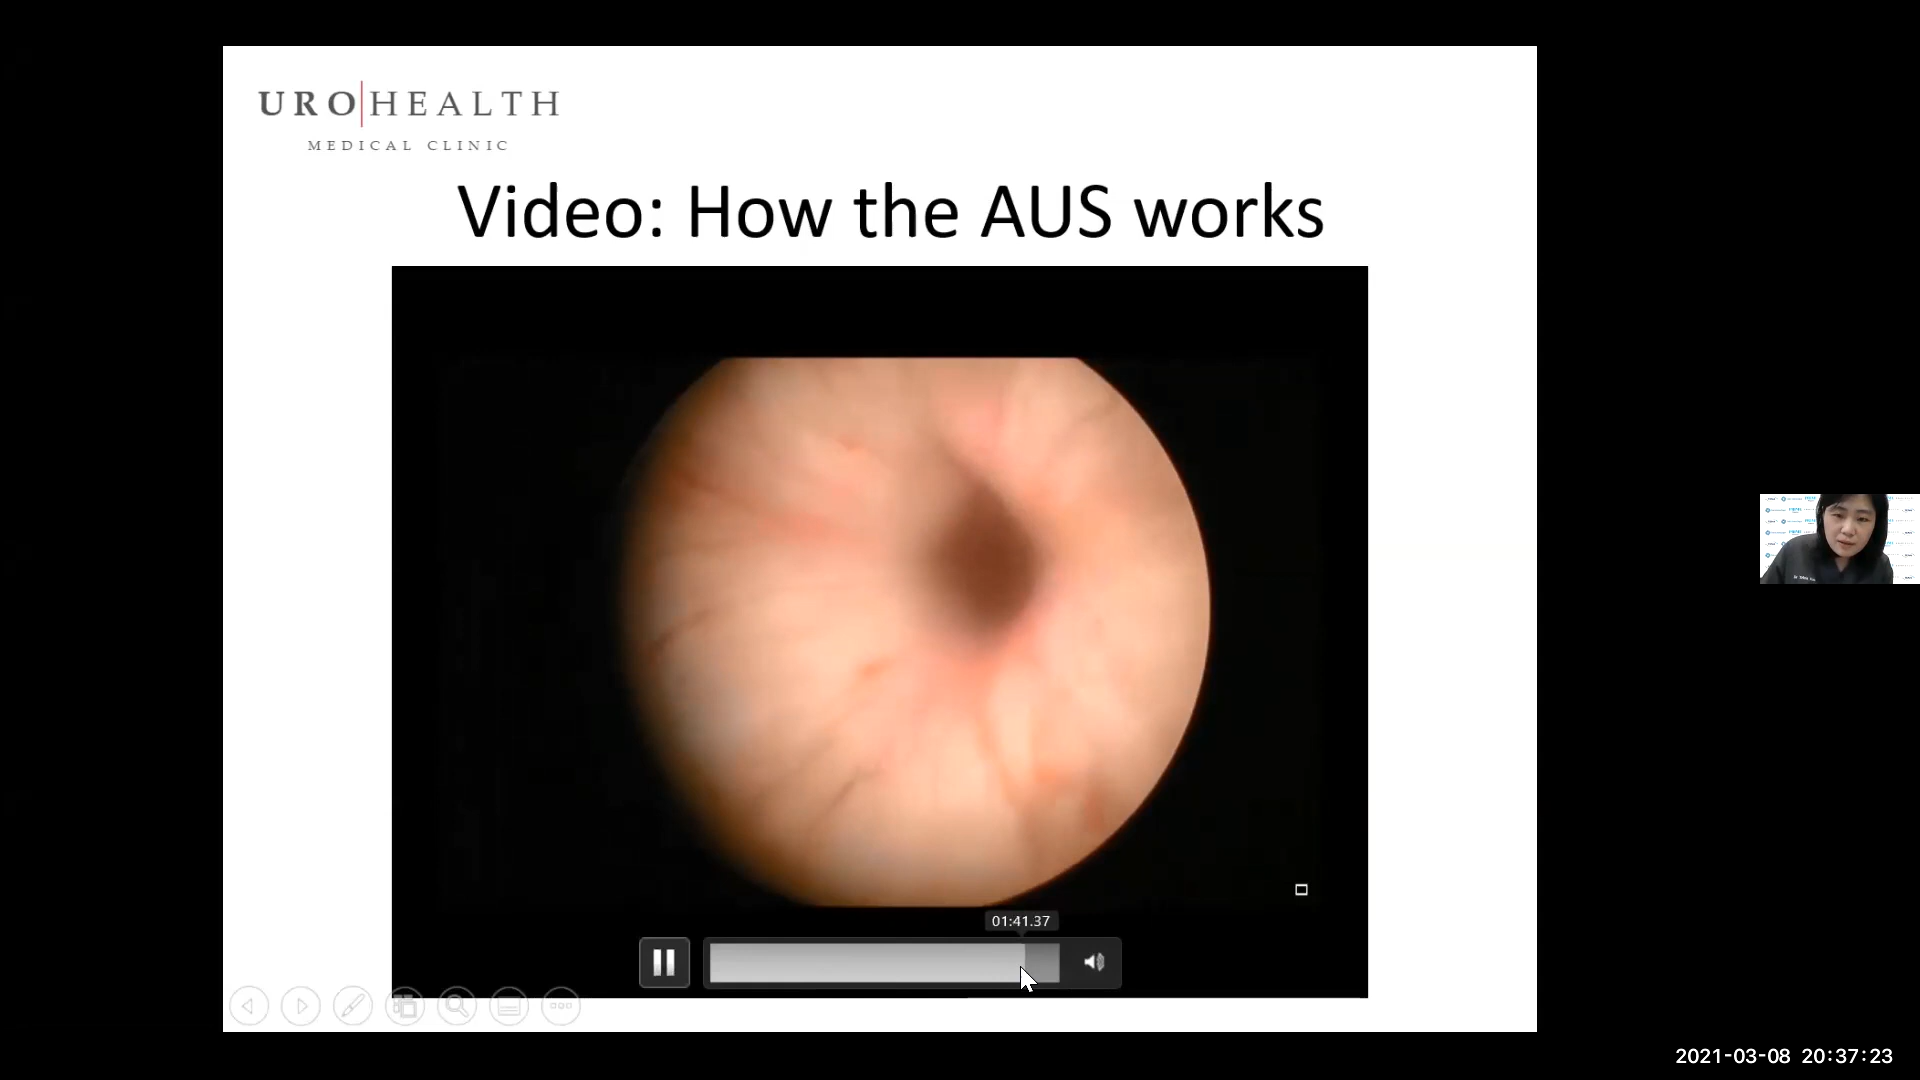 URO|HEALTH
MEDICAL CLINIC
Video: How the AUS works
01:41.37
2021-03-08 20:37:23